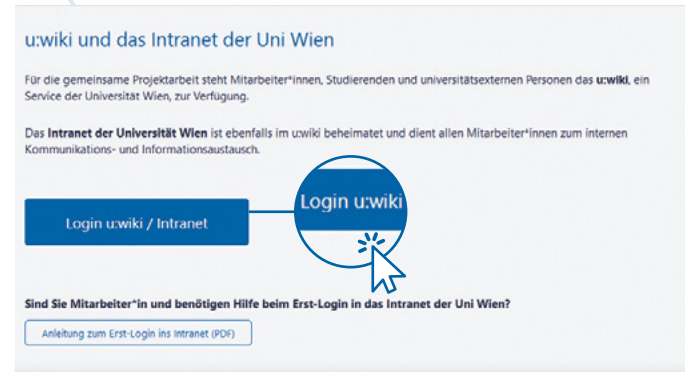 u:wiki und das Intranet der Uni Wien
Für die gemeinsame Projektarbeit steht Mitarbeiter*innen, Studierenden und universitätsexternen Personen das u:wiki, ein
Service der Universität Wien, zur Verfügung.
Das Intranet der Universität Wien ist ebenfalls im u:wiki beheimatet und dient allen Mitarbeiter*innen zum internen
Kommunikations- und Informationsaustausch.
Login u:wiki / Intranet
Login u:wiki
Sind Sie Mitarbeiter*in und benötigen Hilfe beim Erst-Login in das Intranet der Uni Wien?
Anleitung zum Erst-Login ins Intranet (PDF)